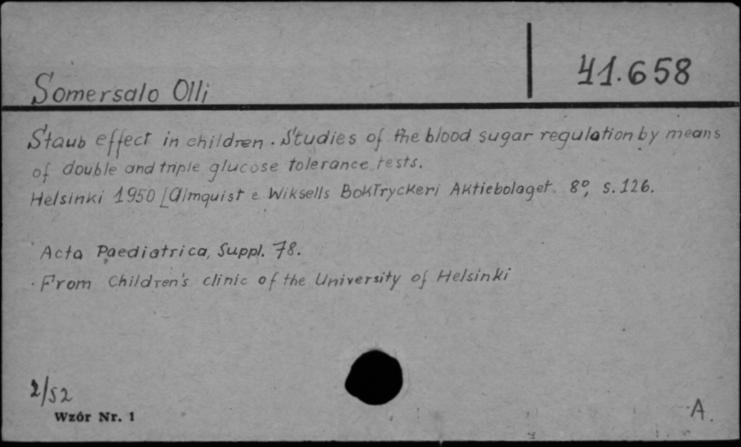 41.658
Somersalo Olli
Staub effect in children. Studies of the blood sugar regulation by means
of double and triple glucose tolerance tests.
Helsinki 1950 [Almquist e Wiksells BokTryckeri Aktiebolaget. 8°, s.126.
Acta Paediatrica, Suppl. 78.
From Children's clinic of the University of Helsinki
2/52
Wzór Nr. 1
A.